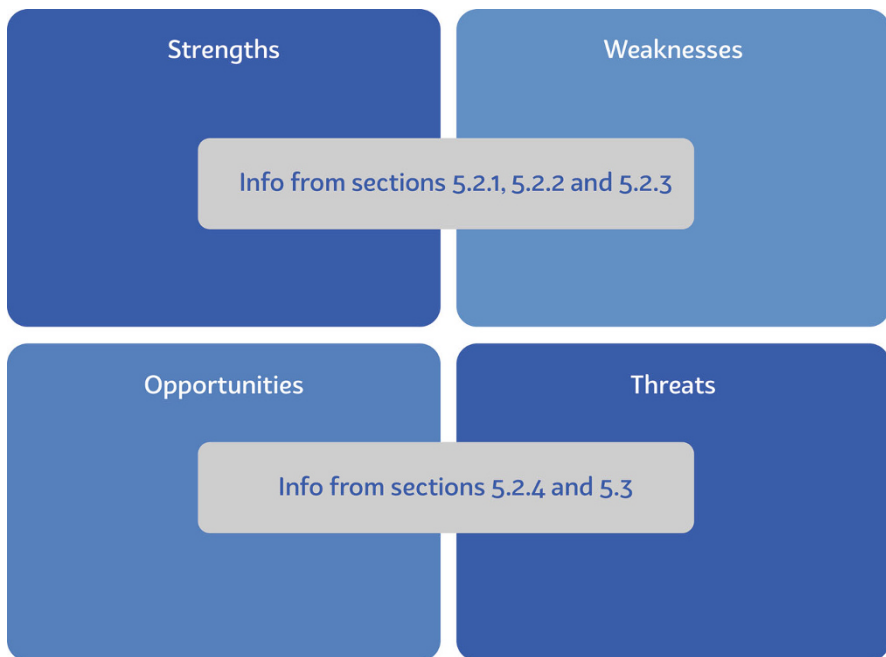 Strengths
Weaknesses
Info from sections 5.2.1, 5.2.2 and 5.2.3
Opportunities
Threats
Info from sections 5.2.4 and 5.3